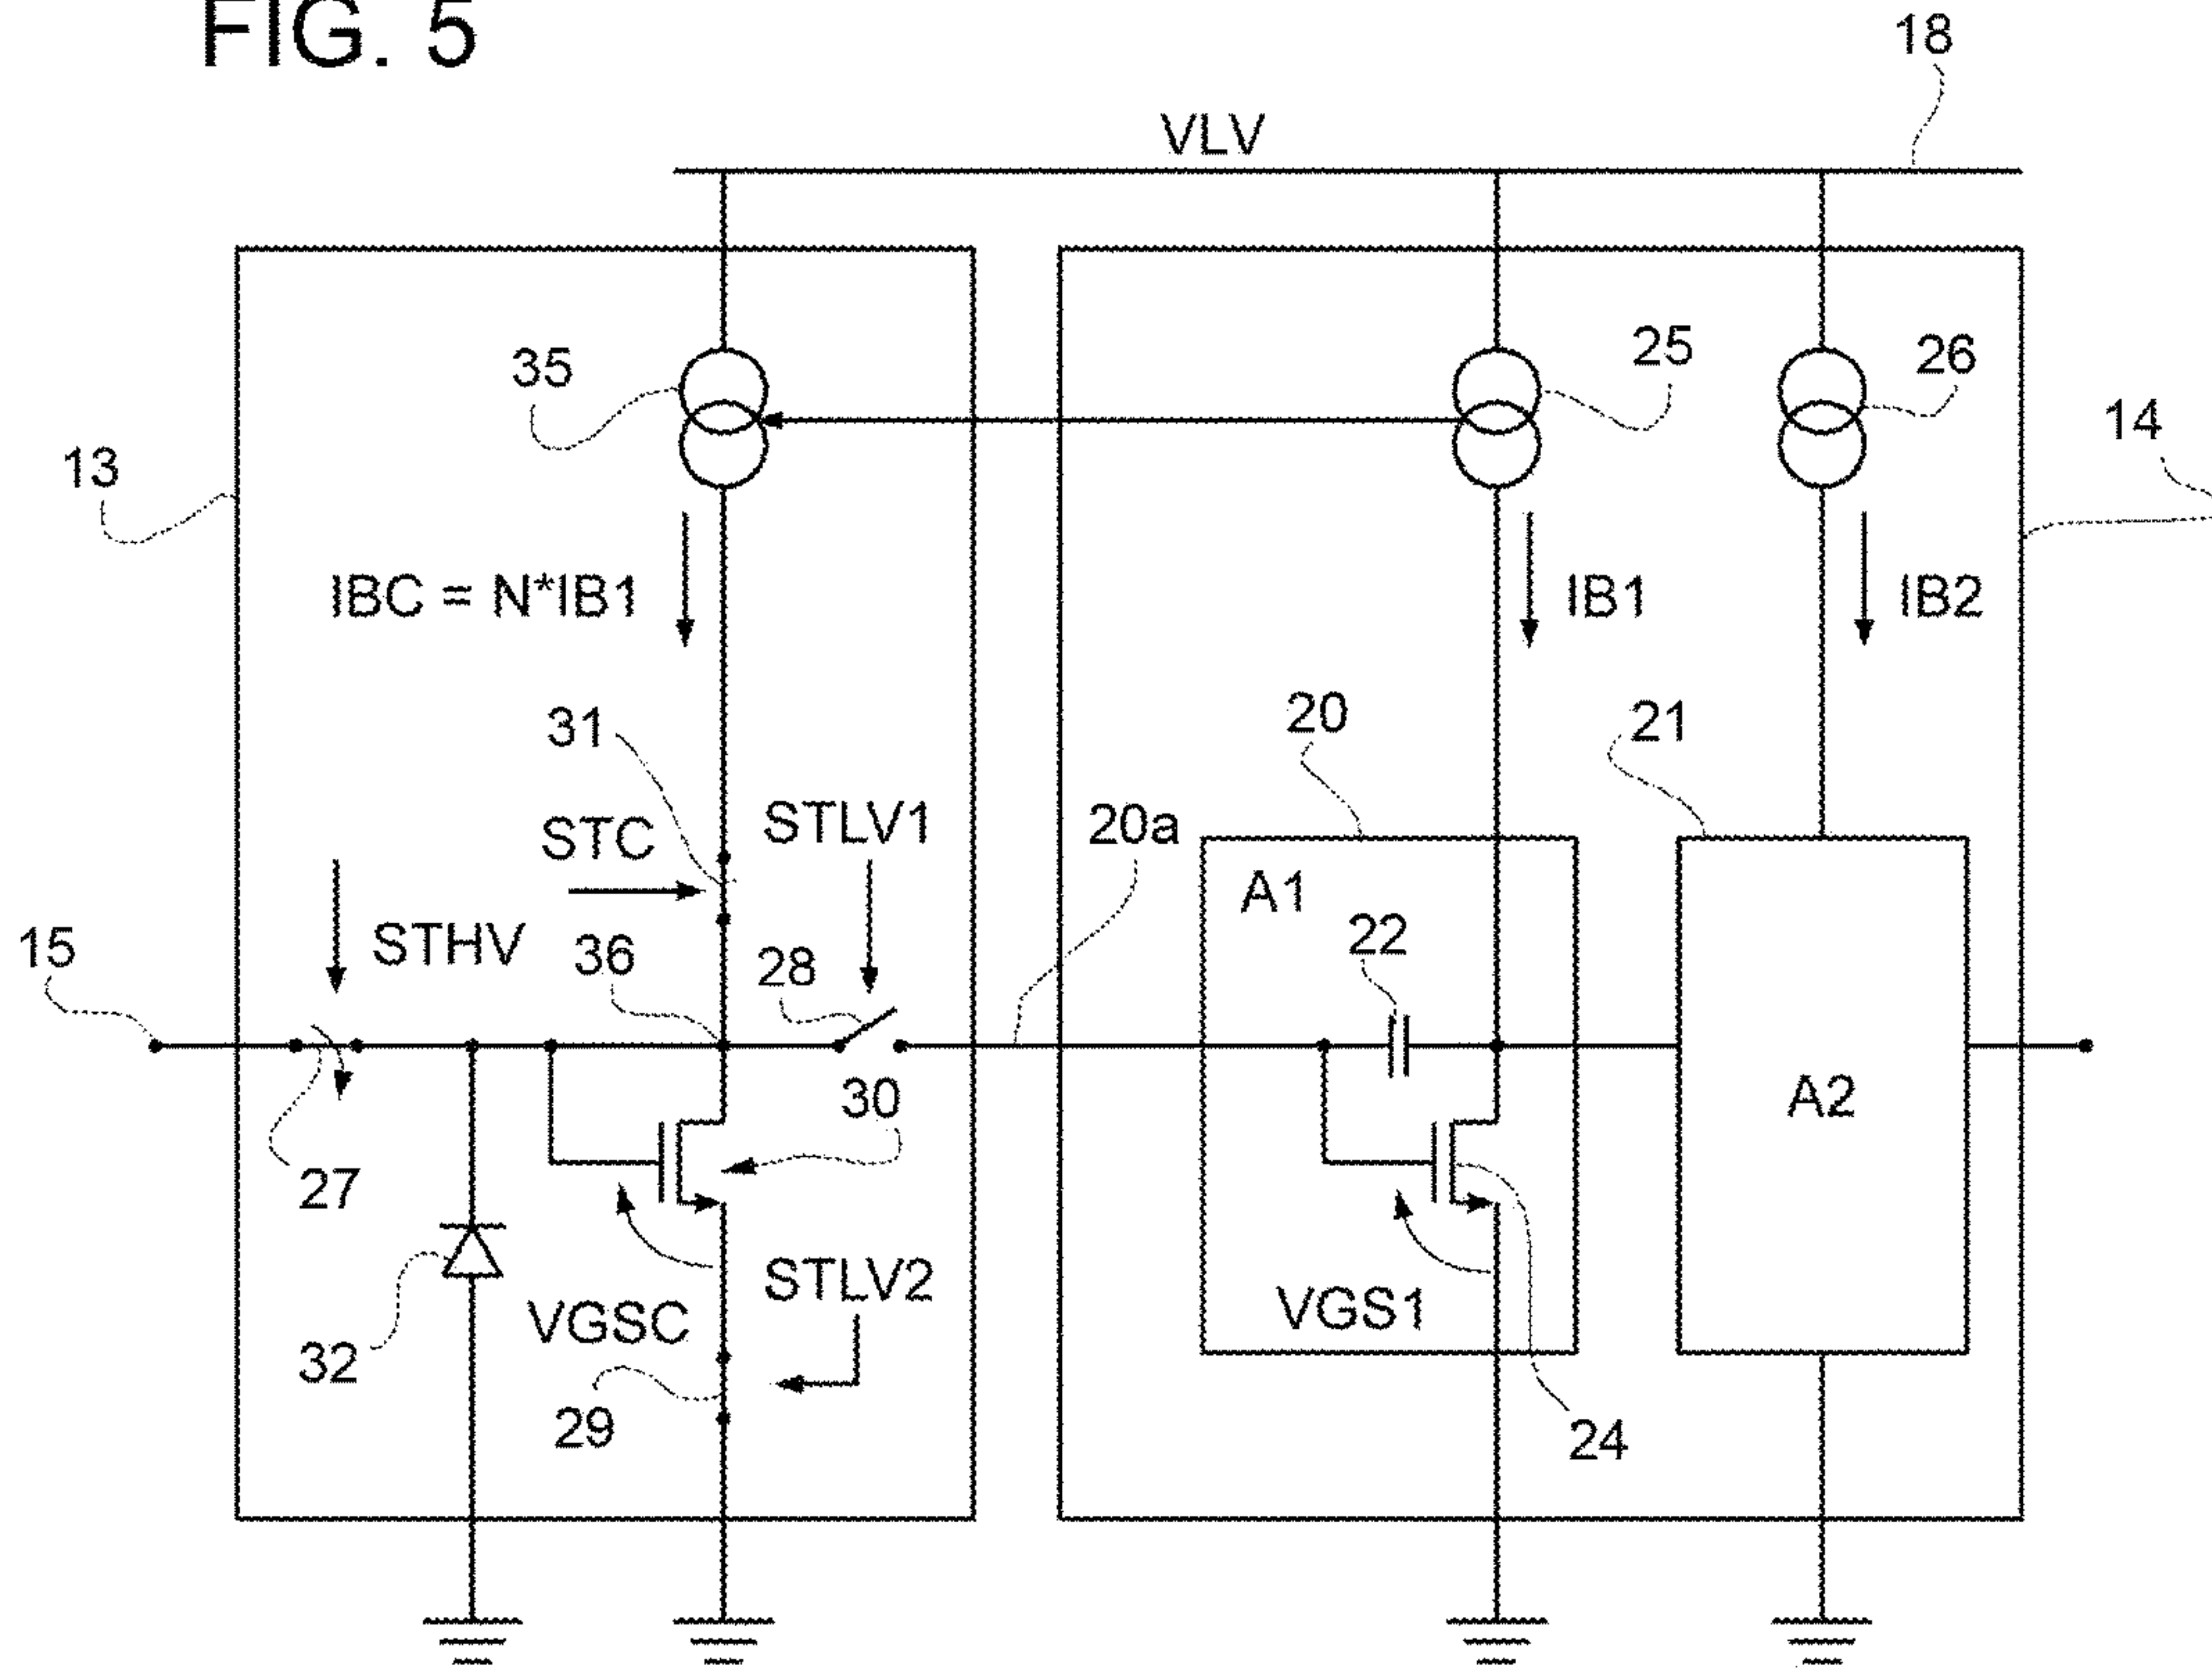 FIG. 5
18
VLV
35
25
26
14
13
IBC = N*IB1
IB1
IB2
31
20
21
STC
STLV1
20a
A1
15
STHV
36
28
22
30
A2
27
STLV2
VGSC
VGS1
32
29
24